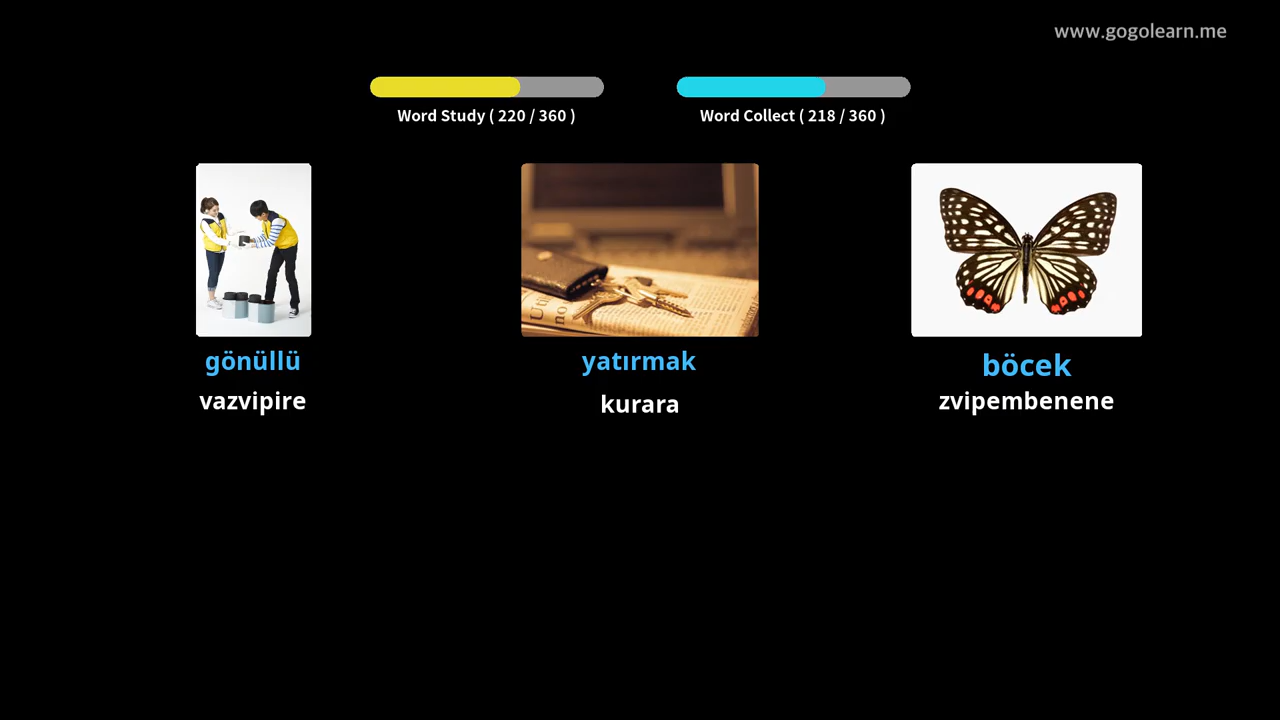 www.gogolearn.me
Word Study ( 220 / 360 )
Word Collect ( 218 / 360 )
gönüllü
vazvipire
yatırmak
kurara
böcek
zvipembenene